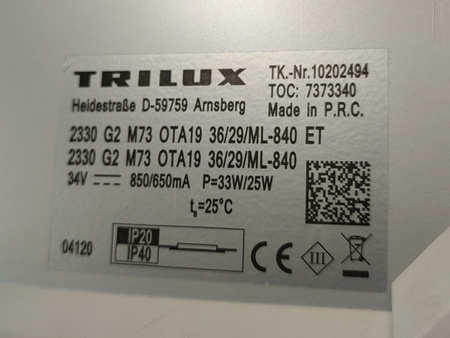 TRILUX
TK.-Nr.10202494
TOC: 7373340
Heidestraße D-59759 Arnsberg
Made in P.R.C.
2330 G2 M73 OTA19 36/29/ML-840 ET
2330 G2 M73 OTA19 36/29/ML-840
34V 850/650mA P=33W/25W
tₐ=25°C
04120
IP20
IP40
CE
III